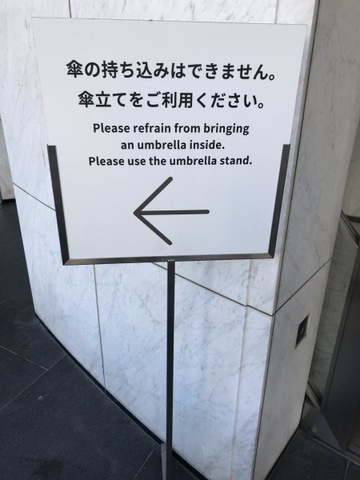 傘の持ち込みはできません。
傘立てをご利用ください。
Please refrain from bringing
an umbrella inside.
Please use the umbrella stand.